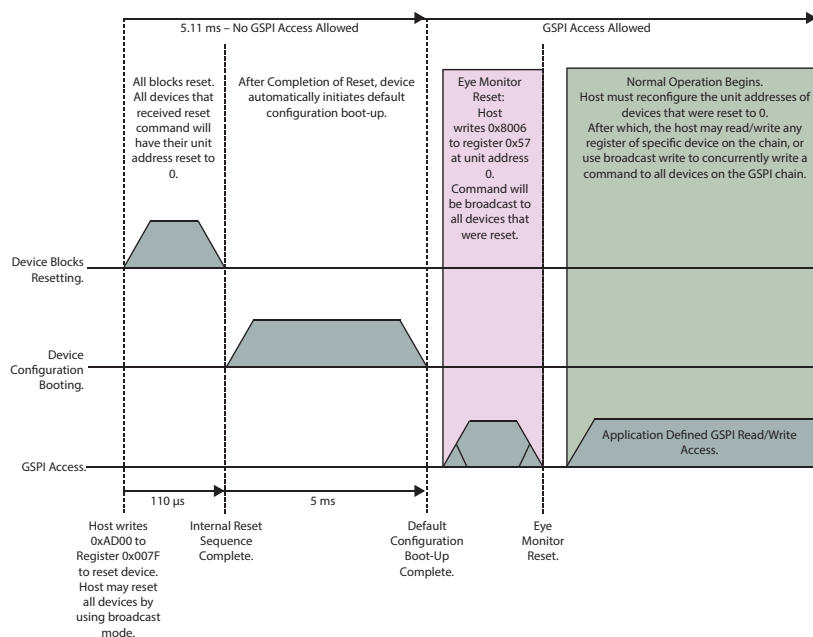 5.11 ms – No GSPI Access Allowed
GSPI Access Allowed
All blocks reset.
All devices that
received reset
command will
have their unit
address reset to
0.
After Completion of Reset, device
automatically initiates default
configuration boot-up.
Eye Monitor
Reset:
Host
writes 0x8006
to register 0x57
at unit address
0.
Command will
be broadcast to
all devices that
were reset.
Normal Operation Begins.
Host must reconfigure the unit addresses of
devices that were reset to 0.
After which, the host may read/write any
register of specific device on the chain, or
use broadcast write to concurrently write a
command to all devices on the GSPI chain.
Device Blocks
Resetting.
Device
Configuration
Booting.
Application Defined GSPI Read/Write
Access.
GSPI Access.
110 µs
5 ms
Host writes
0xAD00 to
Register 0x007F
to reset device.
Host may reset
all devices by
using broadcast
mode.
Internal Reset
Sequence
Complete.
Default
Configuration
Boot-Up
Complete.
Eye
Monitor
Reset.